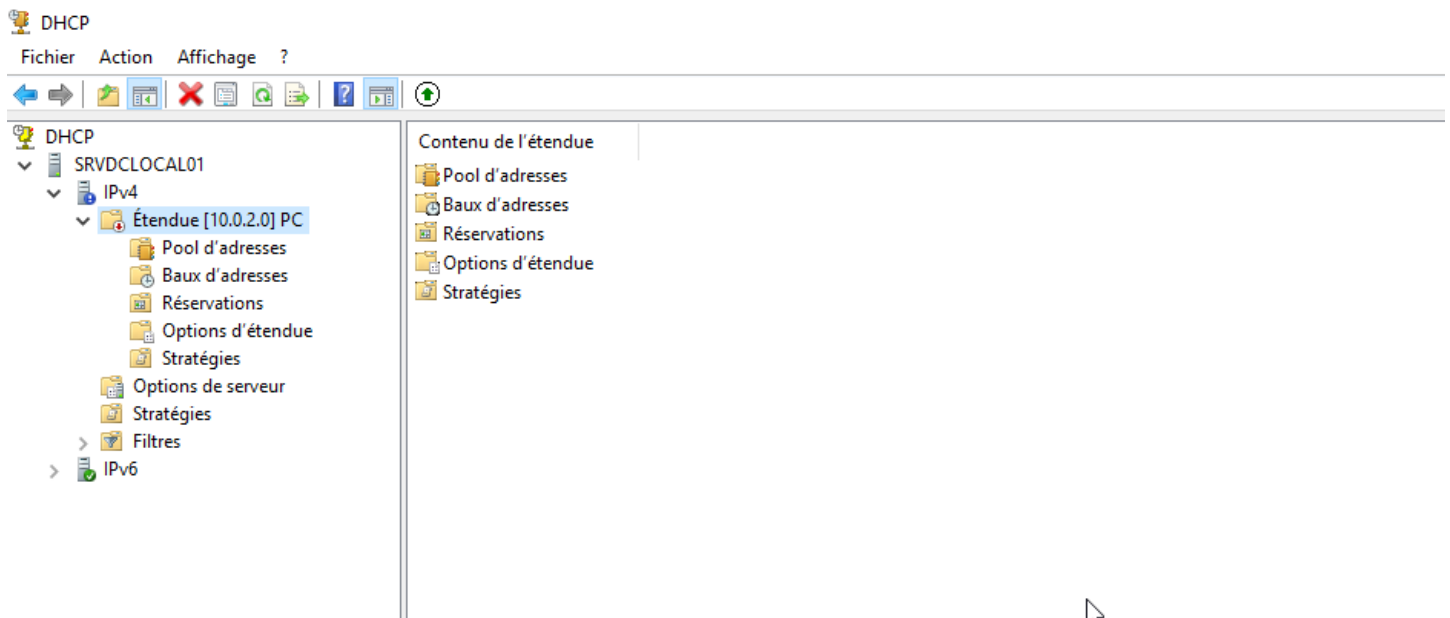 DHCP
Fichier Action Affichage ?
DHCP
SRVDCLOCAL01
IPv4
Étendue [10.0.2.0] PC
Pool d'adresses
Baux d'adresses
Réservations
Options d'étendue
Stratégies
Options de serveur
Stratégies
Filtres
IPv6
Contenu de l'étendue
Pool d'adresses
Baux d'adresses
Réservations
Options d'étendue
Stratégies